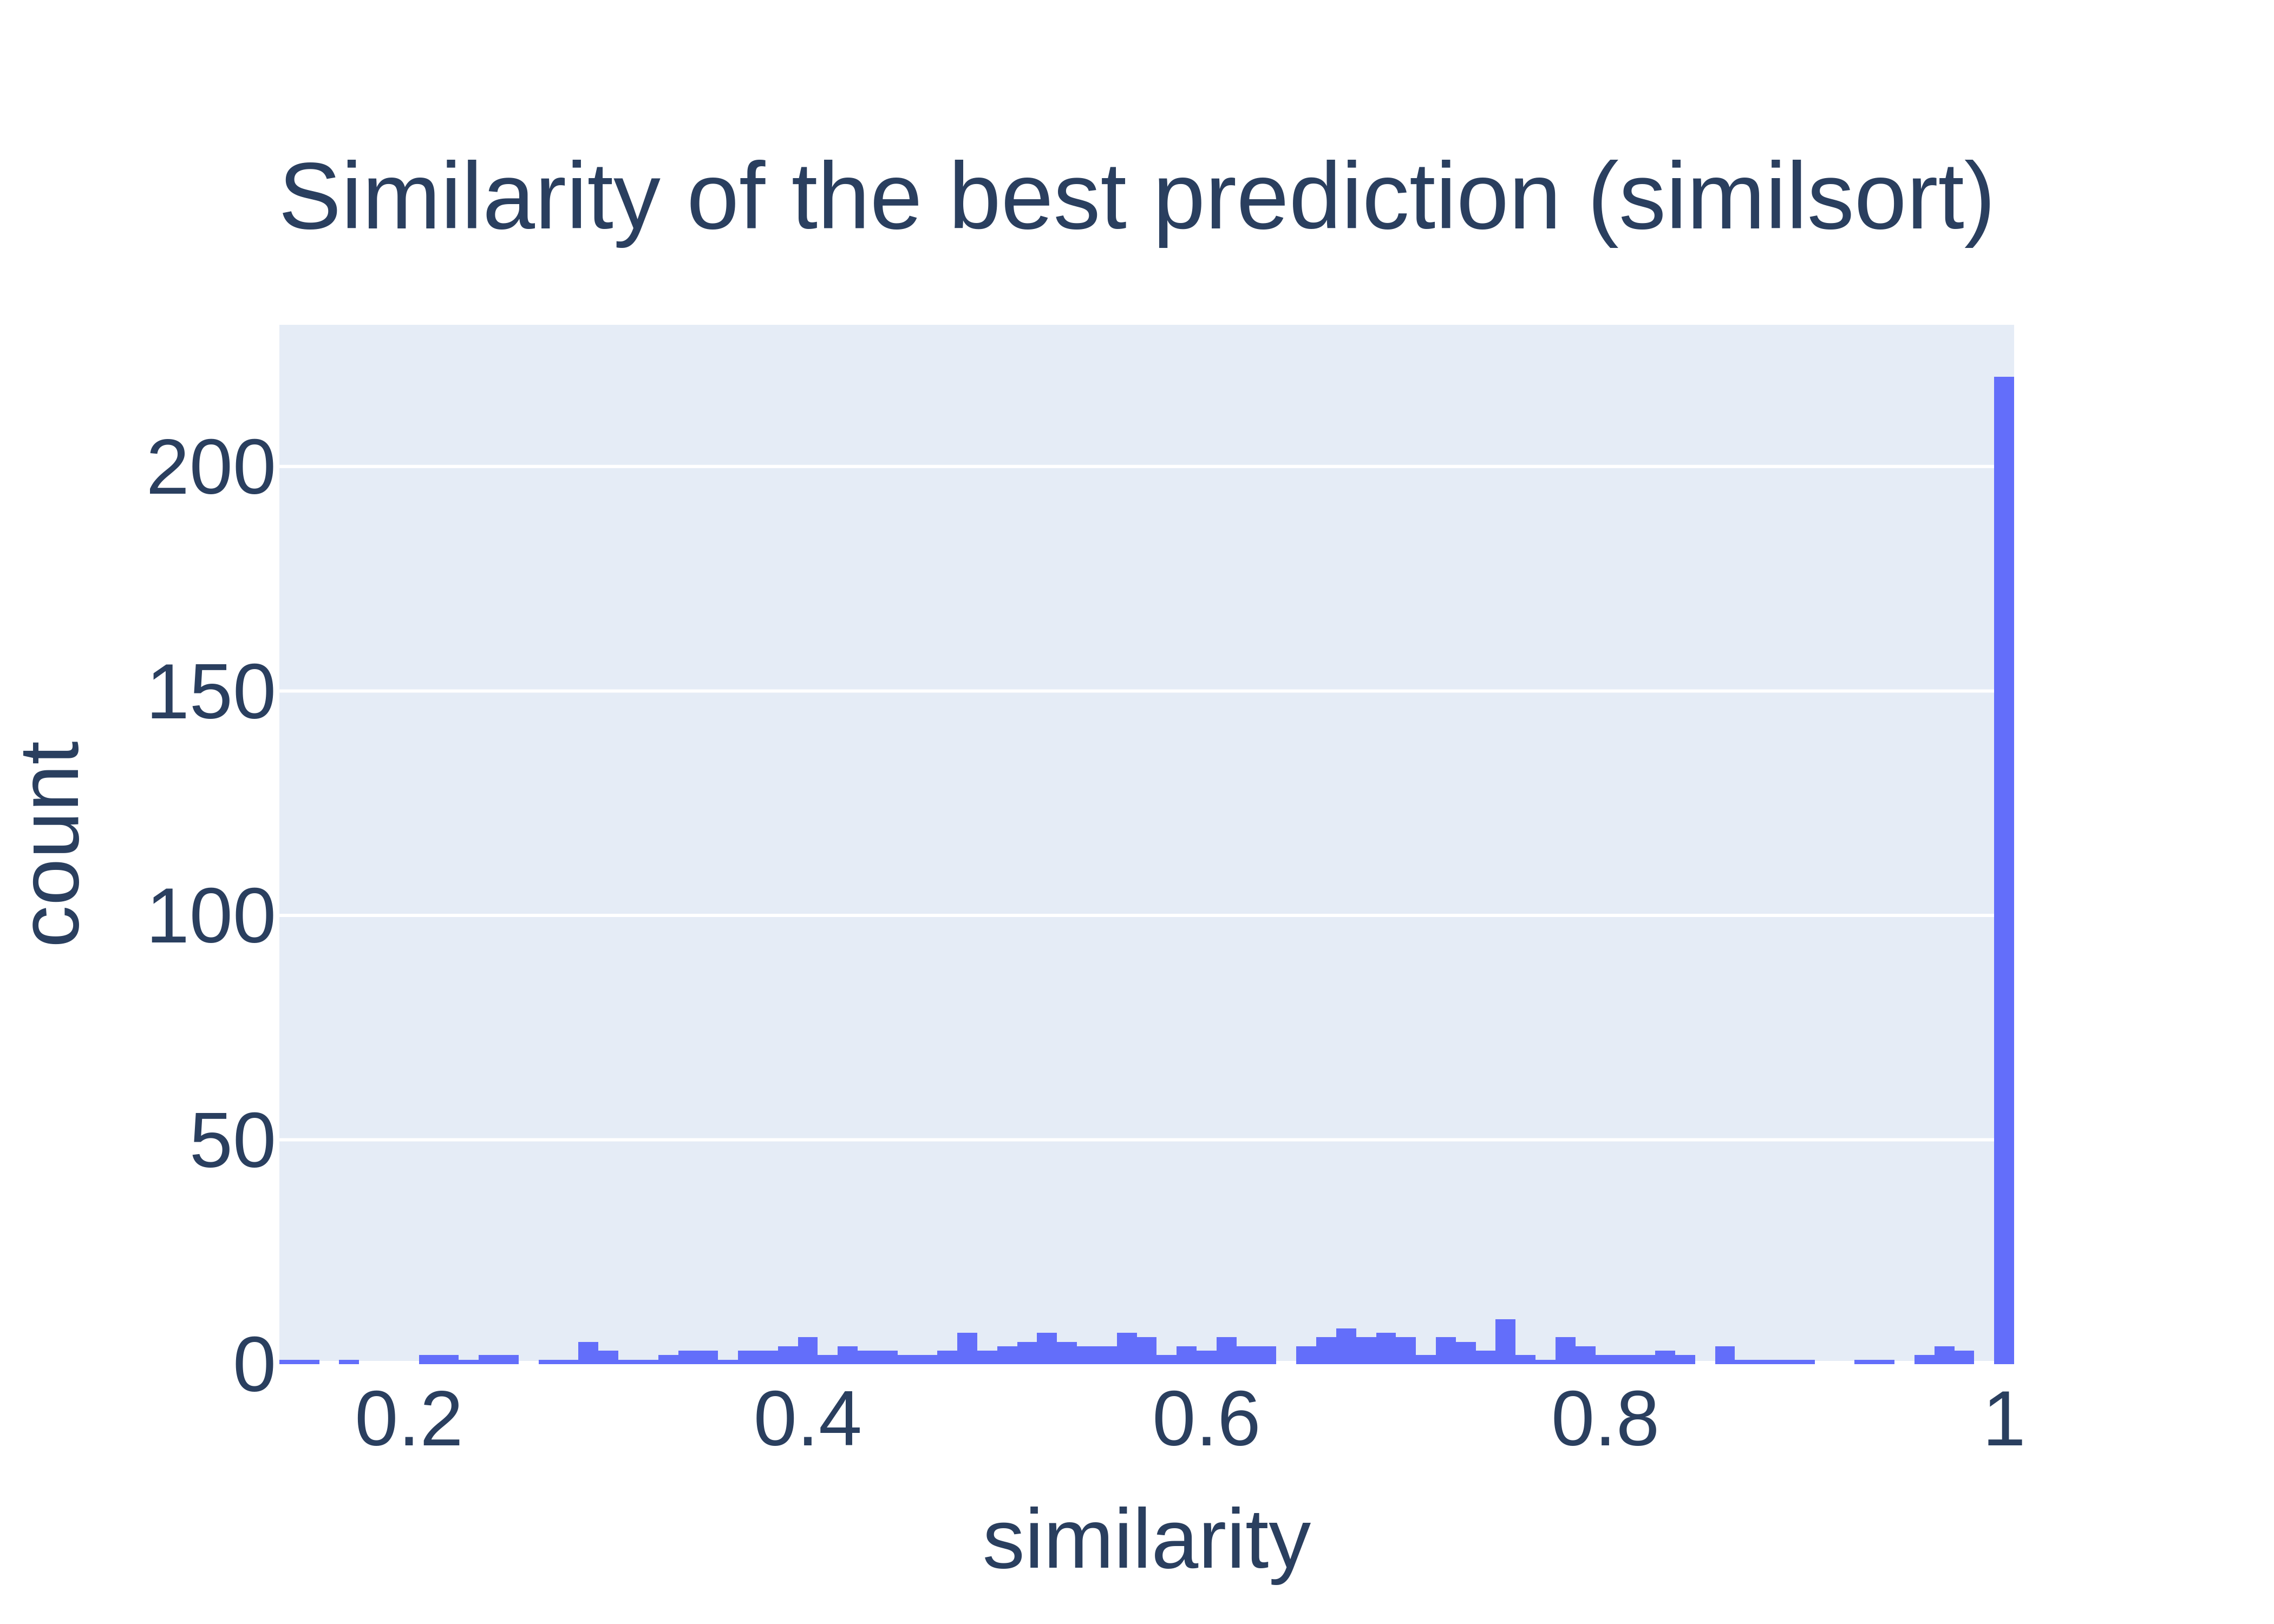 Similarity of the best prediction (similsort)
200
150
100
50
0
count
0.2 0.4 0.6 0.8 1
similarity